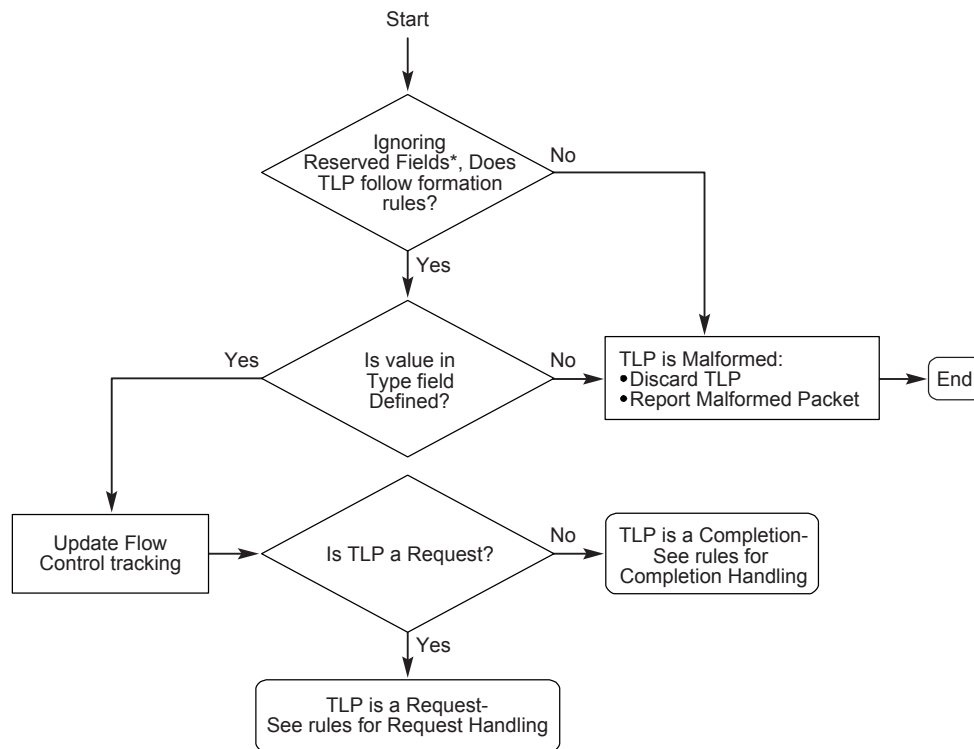 Start
Ignoring
Reserved Fields*, Does
TLP follow formation
rules?
No
Yes
Yes
Is value in
Type field
Defined?
No
TLP is Malformed:
•Discard TLP
•Report Malformed Packet
End
Update Flow
Control tracking
Is TLP a Request?
No
TLP is a Completion-
See rules for
Completion Handling
Yes
TLP is a Request-
See rules for Request Handling